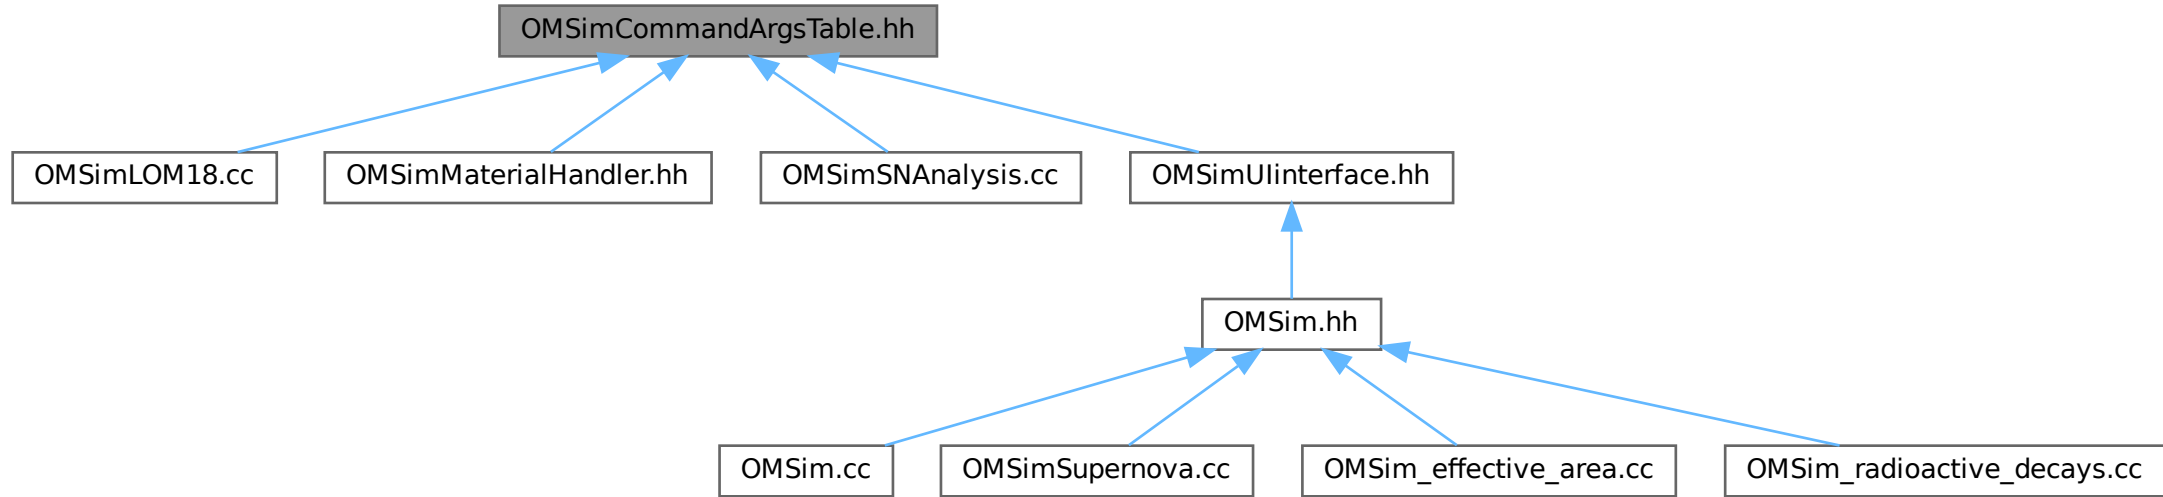 OMSimCommandArgsTable.hh
OMSimLOM18.cc
OMSimMaterialHandler.hh
OMSimSNAnalysis.cc
OMSimUIinterface.hh
OMSim.hh
OMSim.cc
OMSimSupernova.cc
OMSim_effective_area.cc
OMSim_radioactive_decays.cc